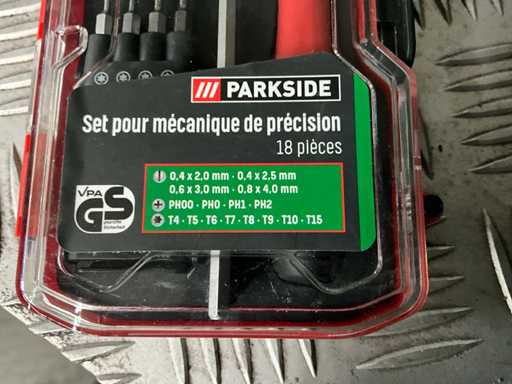 PARKSIDE
Set pour mécanique de précision
18 pièces
0,4 x 2,0 mm · 0,4 x 2,5 mm
0,6 x 3,0 mm · 0,8 x 4,0 mm
PH00 · PH0 · PH1 · PH2
T4 · T5 · T6 · T7 · T8 · T9 · T10 · T15
VPA
GS
geprüfte
Sicherheit